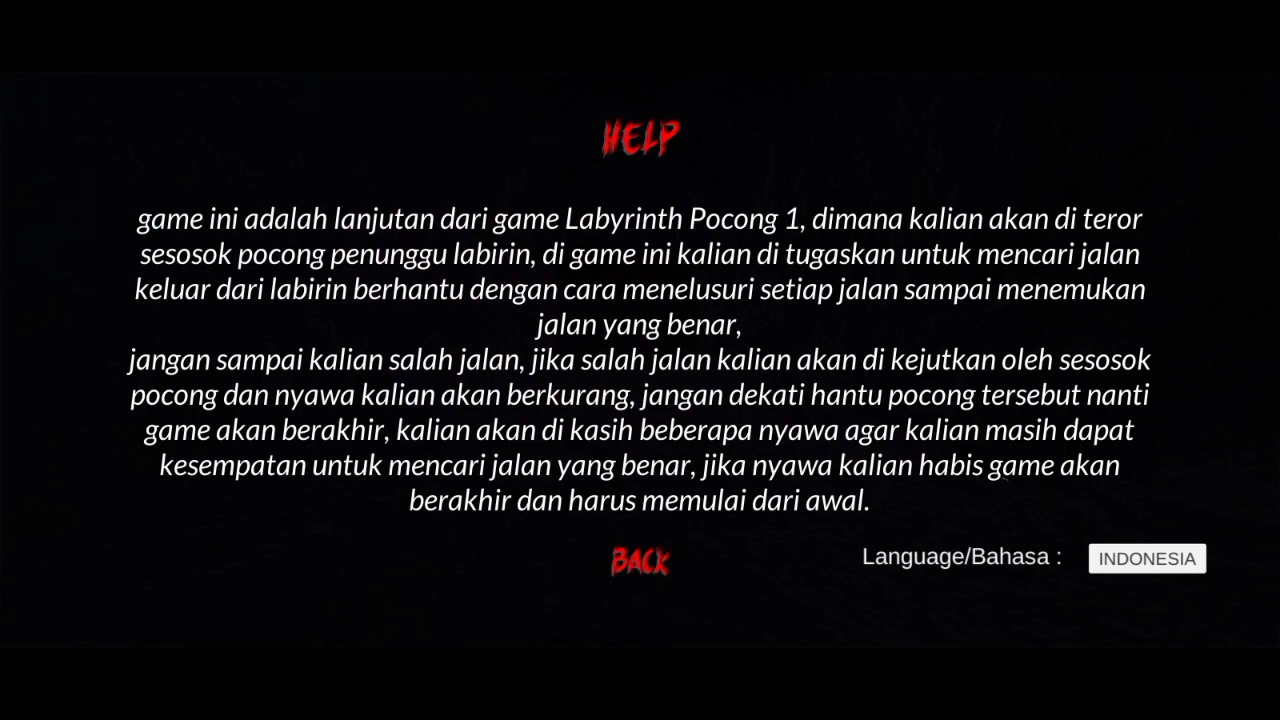 HELP
game ini adalah lanjutan dari game Labyrinth Pocong 1, dimana kalian akan di teror
sesosok pocong penunggu labirin, di game ini kalian di tugaskan untuk mencari jalan
keluar dari labirin berhantu dengan cara menelusuri setiap jalan sampai menemukan
jalan yang benar,
jangan sampai kalian salah jalan, jika salah jalan kalian akan di kejutkan oleh sesosok
pocong dan nyawa kalian akan berkurang, jangan dekati hantu pocong tersebut nanti
game akan berakhir, kalian akan di kasih beberapa nyawa agar kalian masih dapat
kesempatan untuk mencari jalan yang benar, jika nyawa kalian habis game akan
berakhir dan harus memulai dari awal.
BACK
Language/Bahasa : INDONESIA